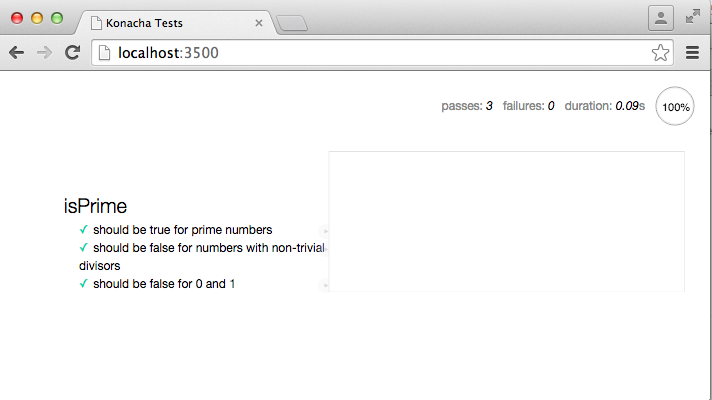 Konacha Tests
localhost:3500
passes: 3 failures: 0 duration: 0.09s 100%
isPrime
✓ should be true for prime numbers
✓ should be false for numbers with non-trivial
divisors
✓ should be false for 0 and 1